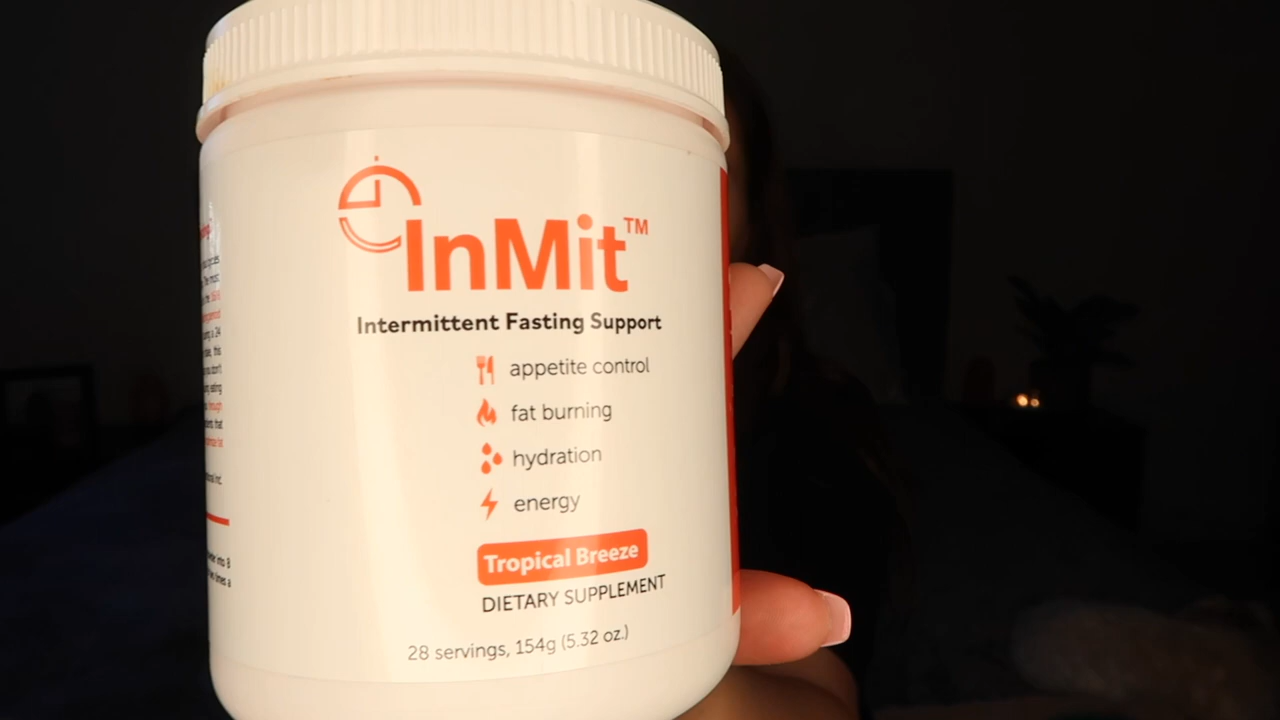 InMit™
Intermittent Fasting Support
appetite control
fat burning
hydration
energy
Tropical Breeze
DIETARY SUPPLEMENT
28 servings, 154g (5.32 oz.)